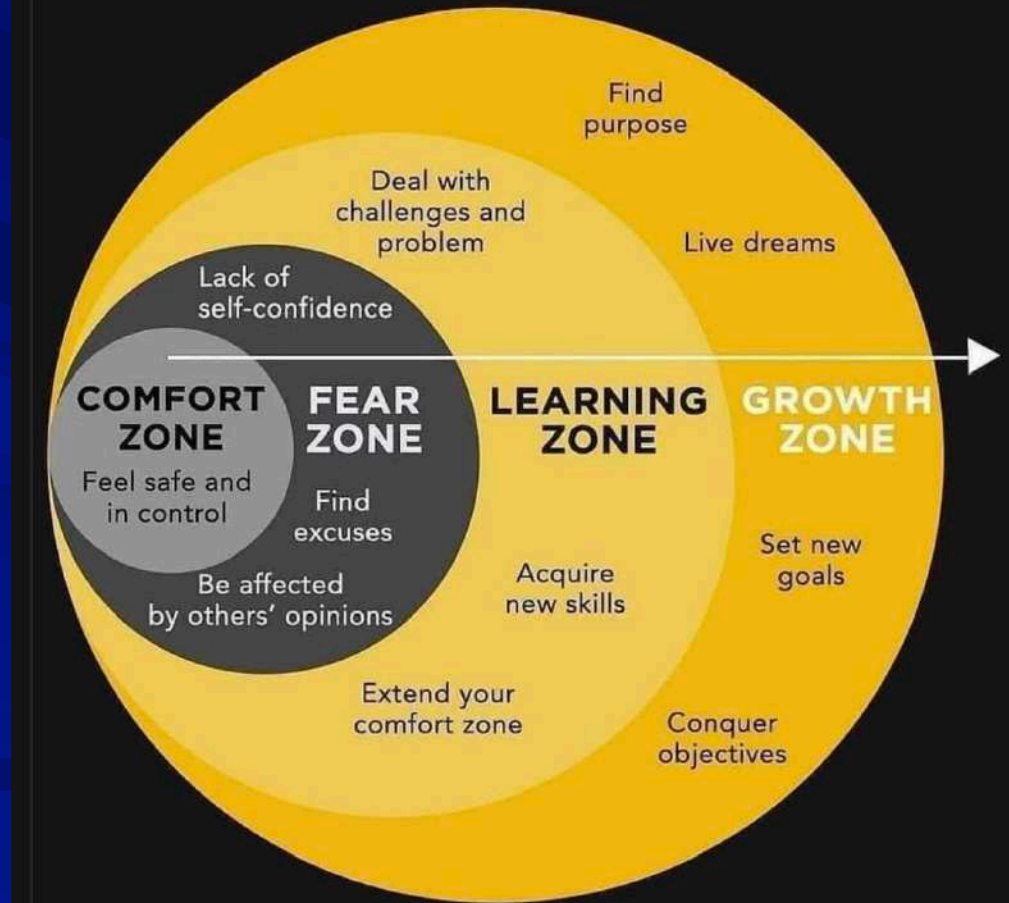 Find
purpose
Deal with
challenges and
problem
Live dreams
Lack of
self-confidence
COMFORT
ZONE
Feel safe and
in control
FEAR
ZONE
Find
excuses
Be affected
by others' opinions
LEARNING
ZONE
Acquire
new skills
Extend your
comfort zone
GROWTH
ZONE
Set new
goals
Conquer
objectives